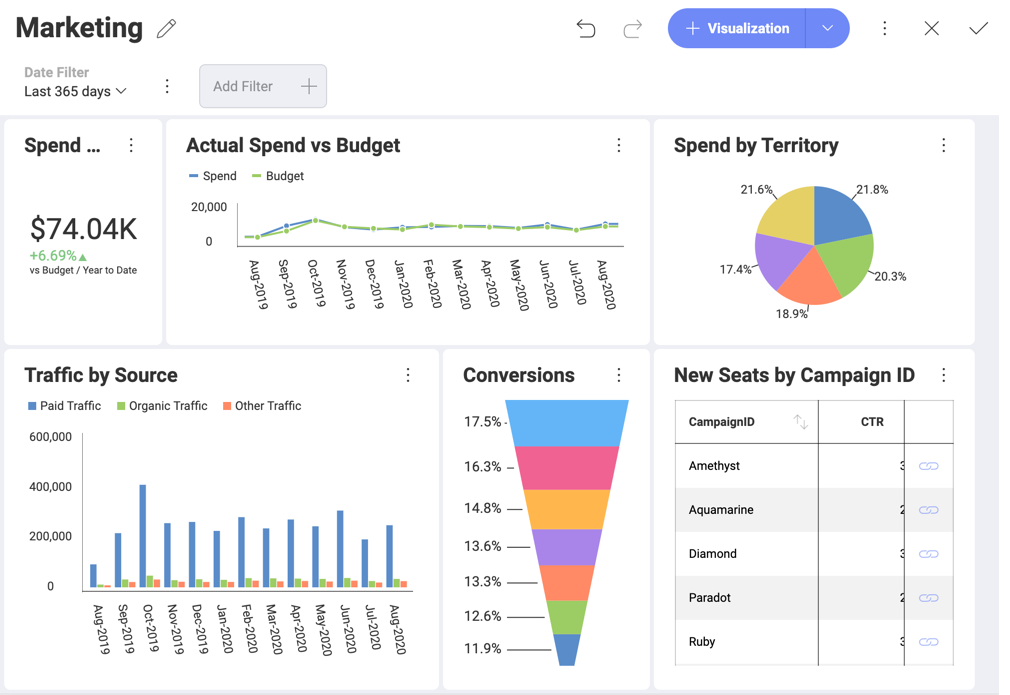 Marketing
Visualization
Date Filter
Last 365 days
Add Filter
Spend ...
$74.04K
+6.69%
vs Budget / Year to Date
Actual Spend vs Budget
Spend Budget
20,000
0
Aug-2019 Sep-2019 Oct-2019 Nov-2019 Dec-2019 Jan-2020 Feb-2020 Mar-2020 Apr-2020 May-2020 Jun-2020 Jul-2020 Aug-2020
Spend by Territory
21.6% 21.8%
17.4% 20.3%
18.9%
Traffic by Source
Paid Traffic Organic Traffic Other Traffic
600,000
400,000
200,000
0
Aug-2019 Sep-2019 Oct-2019 Nov-2019 Dec-2019 Jan-2020 Feb-2020 Mar-2020 Apr-2020 May-2020 Jun-2020 Jul-2020 Aug-2020
Conversions
17.5%
16.3%
14.8%
13.6%
13.3%
12.6%
11.9%
New Seats by Campaign ID
CampaignID CTR
Amethyst
Aquamarine
Diamond
Paradot
Ruby